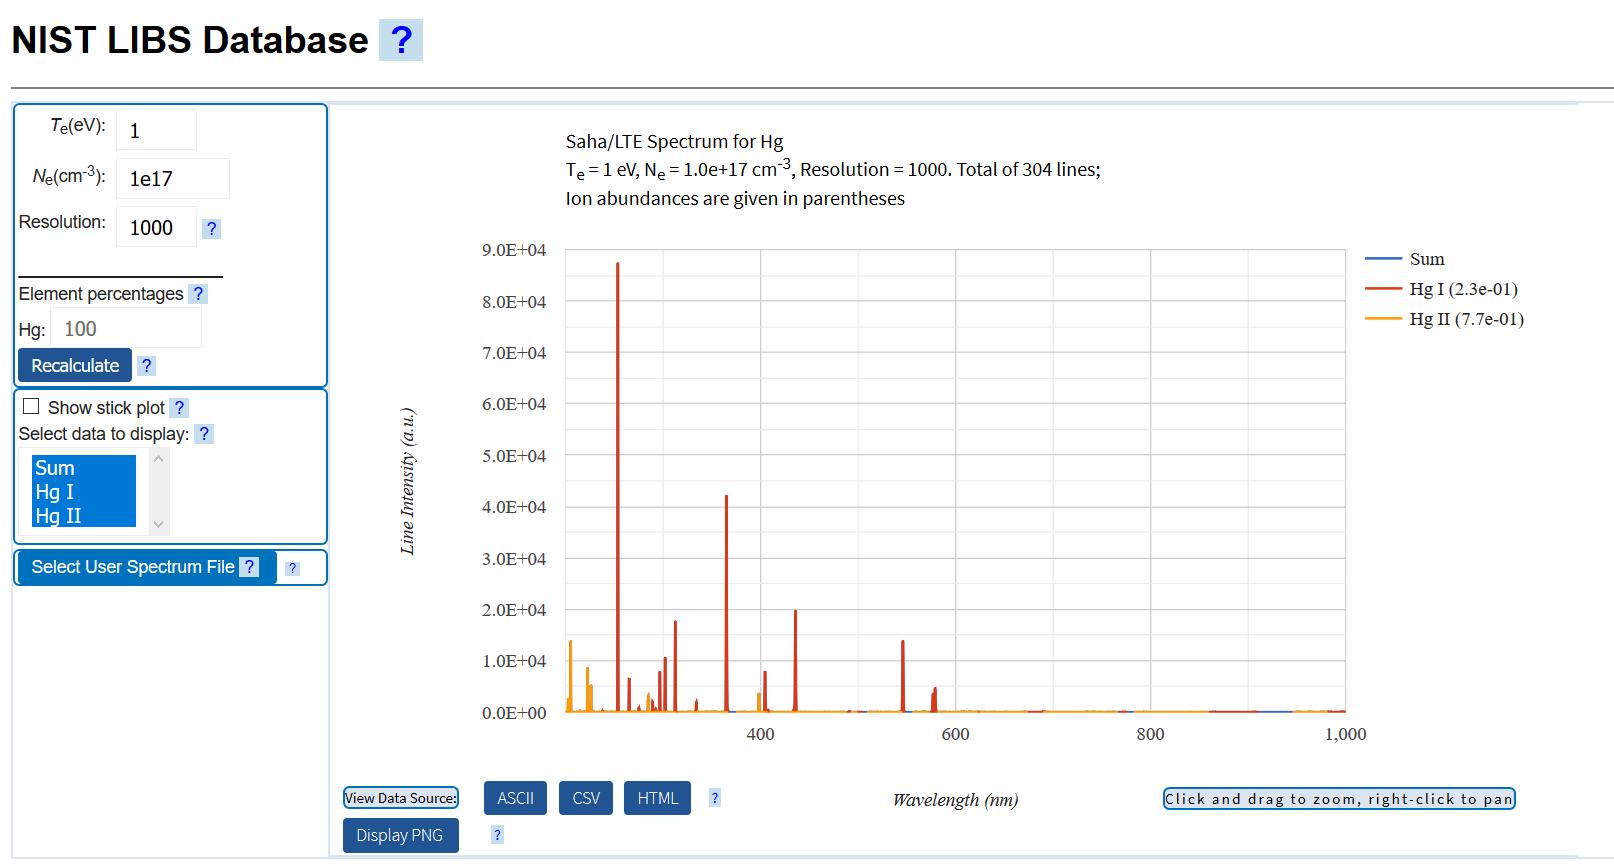 NIST LIBS Database ?
Te(eV): 1
Ne(cm-3): 1e17
Resolution: 1000 ?
Element percentages ?
Hg: 100
Recalculate ?
Show stick plot ?
Select data to display: ?
Sum
Hg I
Hg II
Select User Spectrum File ? ?
Saha/LTE Spectrum for Hg
Te = 1 eV, Ne = 1.0e+17 cm-3, Resolution = 1000. Total of 304 lines;
Ion abundances are given in parentheses
Line Intensity (a.u.)
9.0E+04
8.0E+04
7.0E+04
6.0E+04
5.0E+04
4.0E+04
3.0E+04
2.0E+04
1.0E+04
0.0E+00
400 600 800 1,000
Wavelength (nm)
Sum
Hg I (2.3e-01)
Hg II (7.7e-01)
View Data Source: ASCII CSV HTML ?
Click and drag to zoom, right-click to pan
Display PNG ?